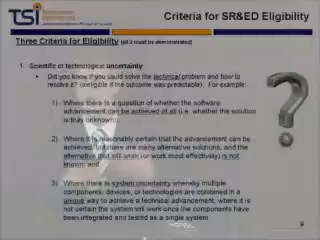 TSI
Criteria for SR&ED Eligibility
Three Criteria for Eligibility (all 3 must be demonstrated)
1. Scientific or technological uncertainty
• Did you know if you could solve the technical problem and how to
resolve it? (ineligible if the outcome was predictable). For example:
1) Where there is a question of whether the software
advancement can be achieved at all (i.e. whether the solution
is truly unknown);
2) Where it is reasonably certain that the advancement can be
achieved, but there are many alternative solutions, and the
alternative that will work (or work most effectively) is not
known; and
3) Where there is system uncertainty whereby multiple
components, devices, or technologies are combined in a
unique way to achieve a technical advancement, where it is
not certain the system will work once the components have
been integrated and tested as a single system